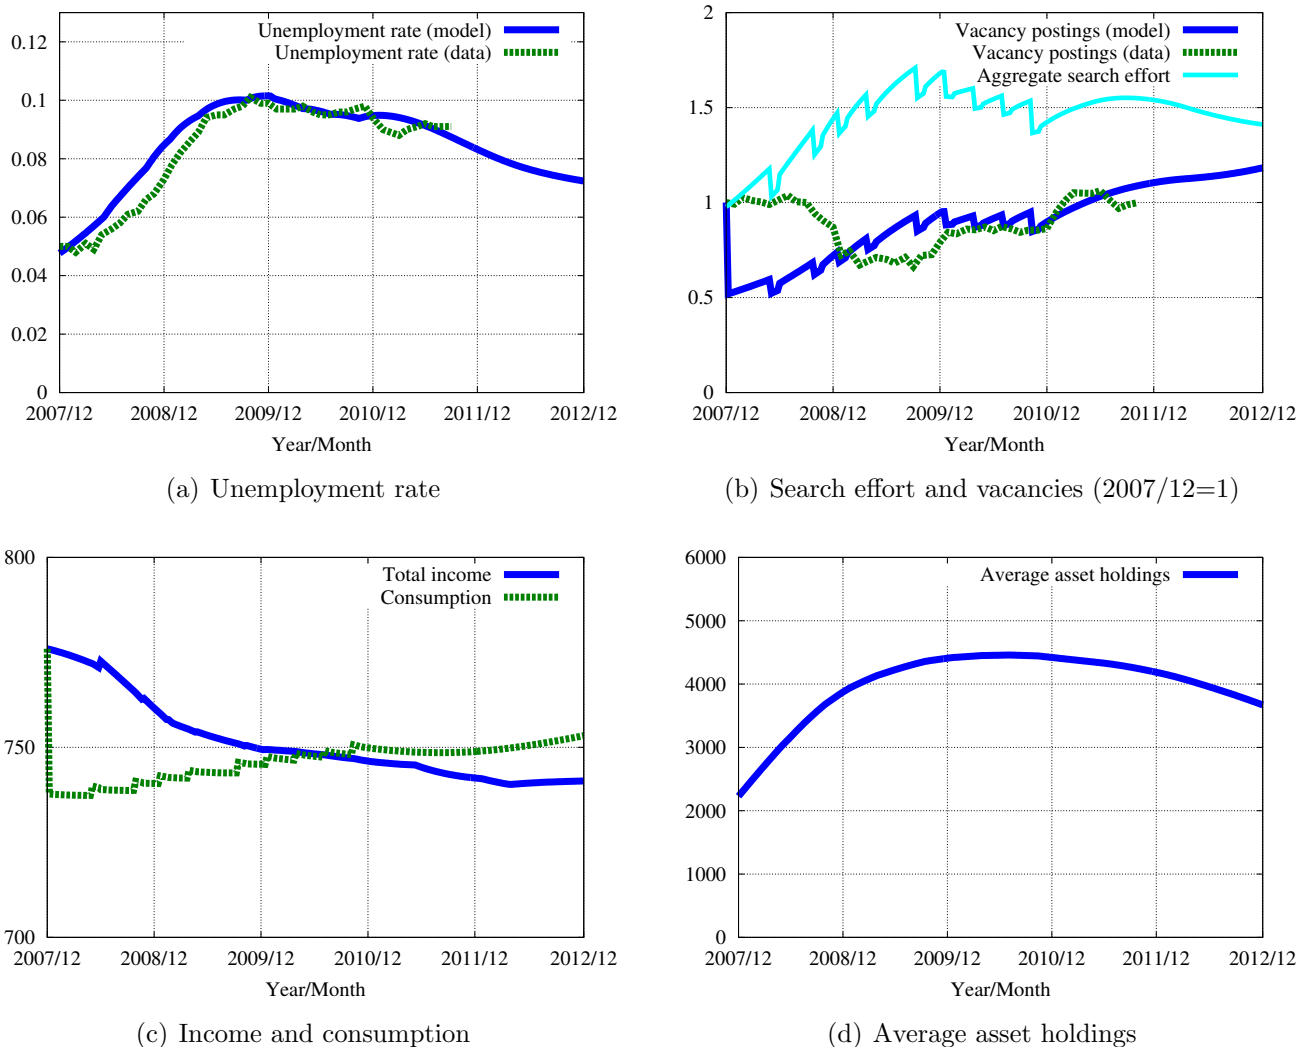 Unemployment rate (model)
Unemployment rate (data)
0.12
0.1
0.08
0.06
0.04
0.02
0
2007/12 2008/12 2009/12 2010/12 2011/12 2012/12
Year/Month
(a) Unemployment rate
Vacancy postings (model)
Vacancy postings (data)
Aggregate search effort
2
1.5
1
0.5
0
2007/12 2008/12 2009/12 2010/12 2011/12 2012/12
Year/Month
(b) Search effort and vacancies (2007/12=1)
Total income
Consumption
800
750
700
2007/12 2008/12 2009/12 2010/12 2011/12 2012/12
Year/Month
(c) Income and consumption
Average asset holdings
6000
5000
4000
3000
2000
1000
0
2007/12 2008/12 2009/12 2010/12 2011/12 2012/12
Year/Month
(d) Average asset holdings